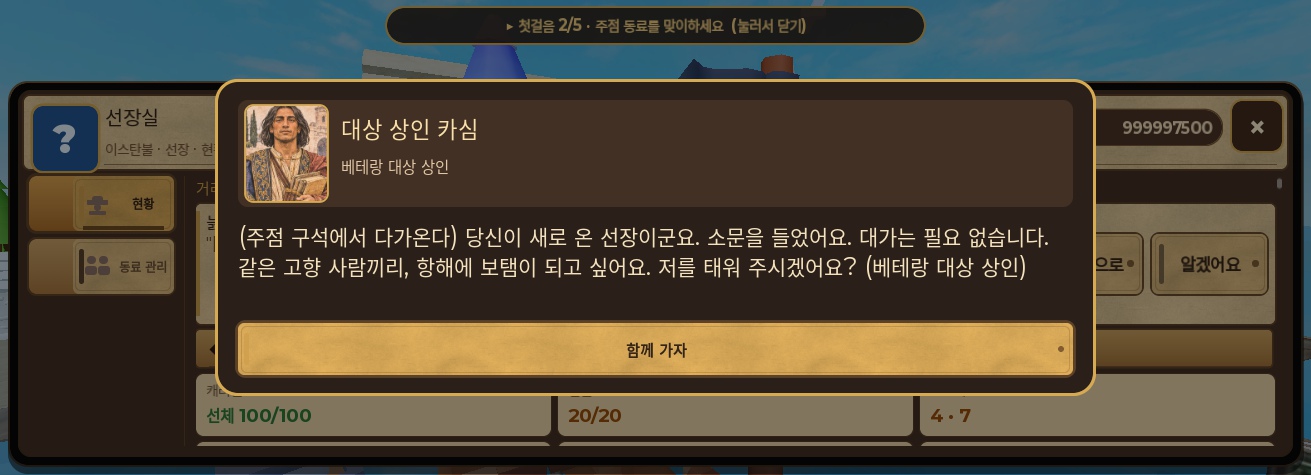 ▸ 첫걸음 2/5 · 주점 동료를 맞이하세요 (눌러서 닫기)
?
선장실
이스탄불 · 선장 ·
999997500
×
대상 상인 카심
베테랑 대상 상인
현황
동료 관리
(주점 구석에서 다가온다) 당신이 새로 온 선장이군요. 소문을 들었어요. 대가는 필요 없습니다.
같은 고향 사람끼리, 항해에 보탬이 되고 싶어요. 저를 태워 주시겠어요? (베테랑 대상 상인)
으로
알겠어요
함께 가자
선체 100/100
20/20
4 · 7